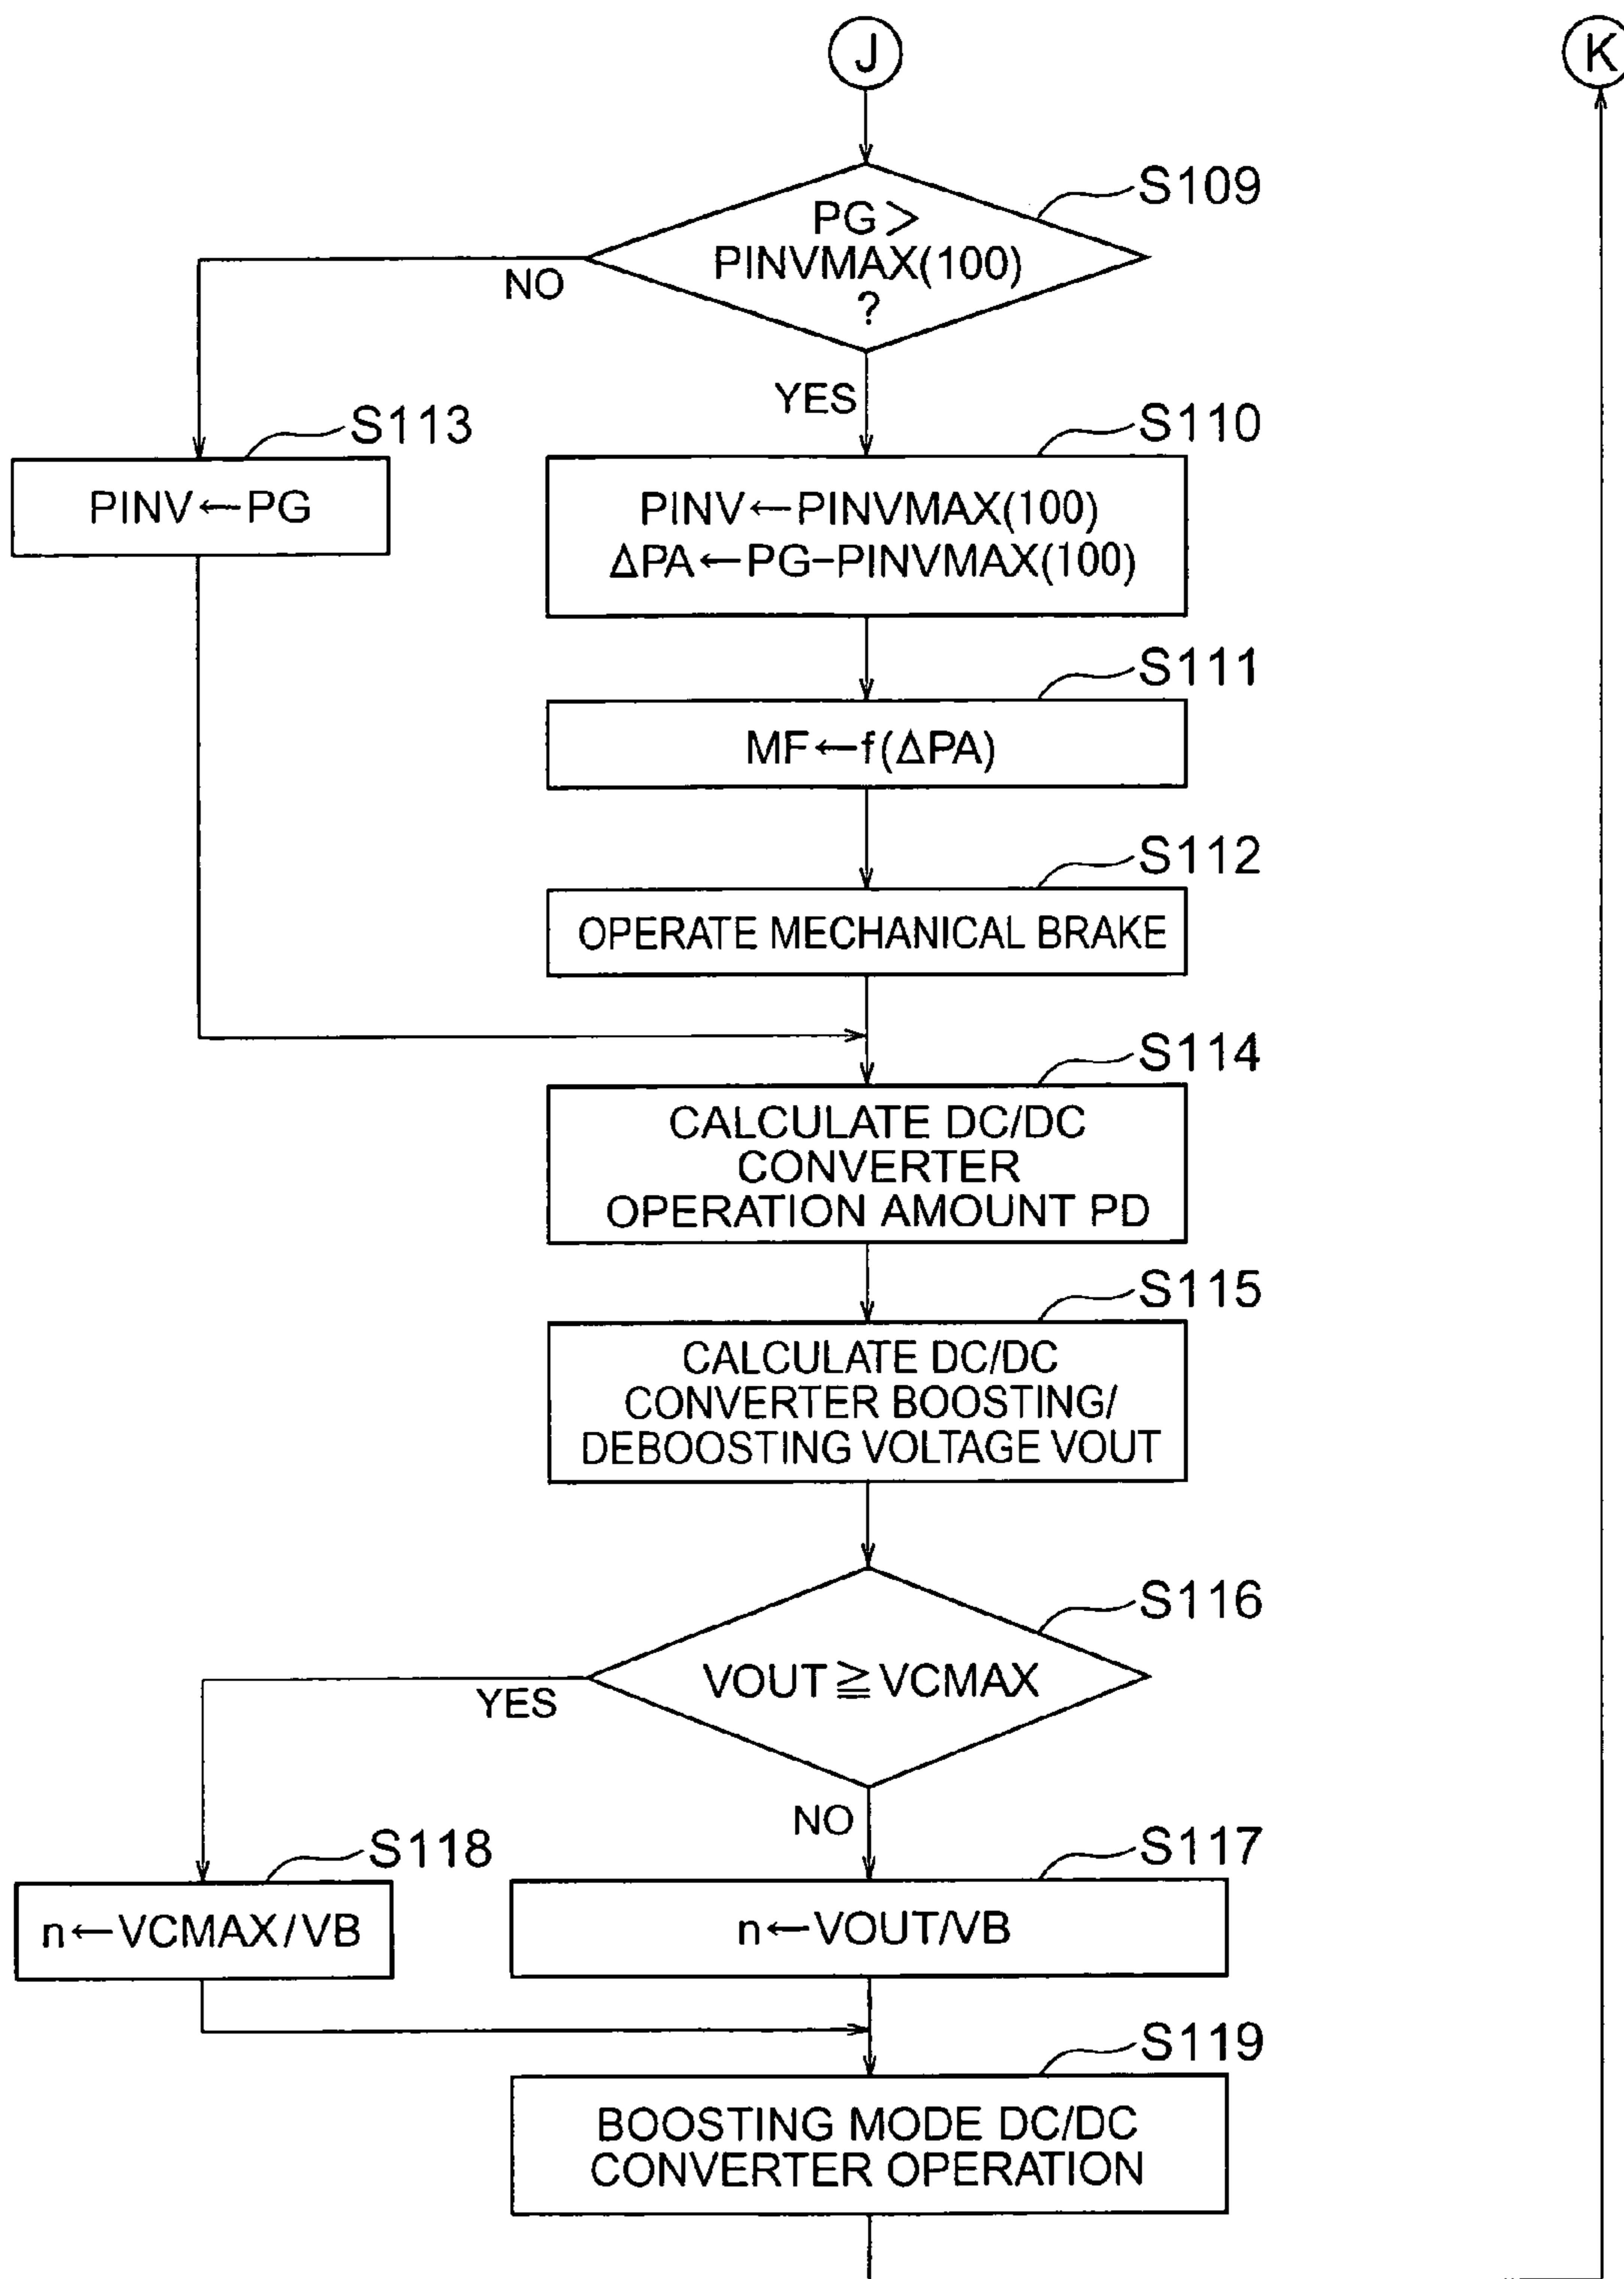 J
K
S109
PG >
PINVMAX(100)
?
NO
YES
S113
PINV←PG
S110
PINV←PINVMAX(100)
ΔPA←PG-PINVMAX(100)
S111
MF←f(ΔPA)
S112
OPERATE MECHANICAL BRAKE
S114
CALCULATE DC/DC
CONVERTER
OPERATION AMOUNT PD
S115
CALCULATE DC/DC
CONVERTER BOOSTING/
DEBOOSTING VOLTAGE VOUT
S116
VOUT ≧ VCMAX
YES
NO
S118
n←VCMAX/VB
S117
n←VOUT/VB
S119
BOOSTING MODE DC/DC
CONVERTER OPERATION